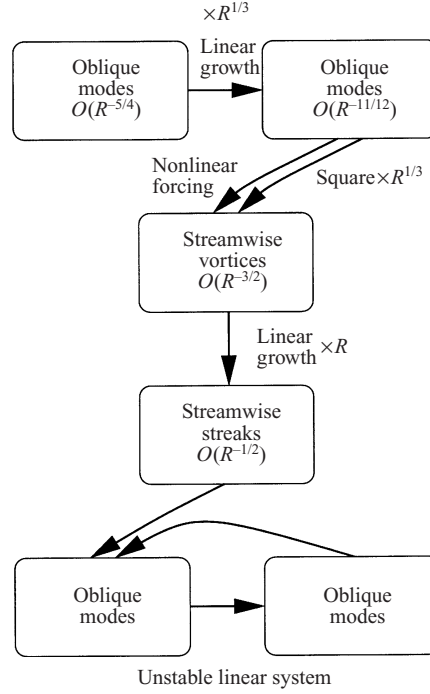 ×R^{1/3}
Linear
growth
Oblique
modes
O(R^{–5/4})
Oblique
modes
O(R^{–11/12})
Nonlinear
forcing
Square×R^{1/3}
Streamwise
vortices
O(R^{–3/2})
Linear
growth ×R
Streamwise
streaks
O(R^{–1/2})
Oblique
modes
Oblique
modes
Unstable linear system